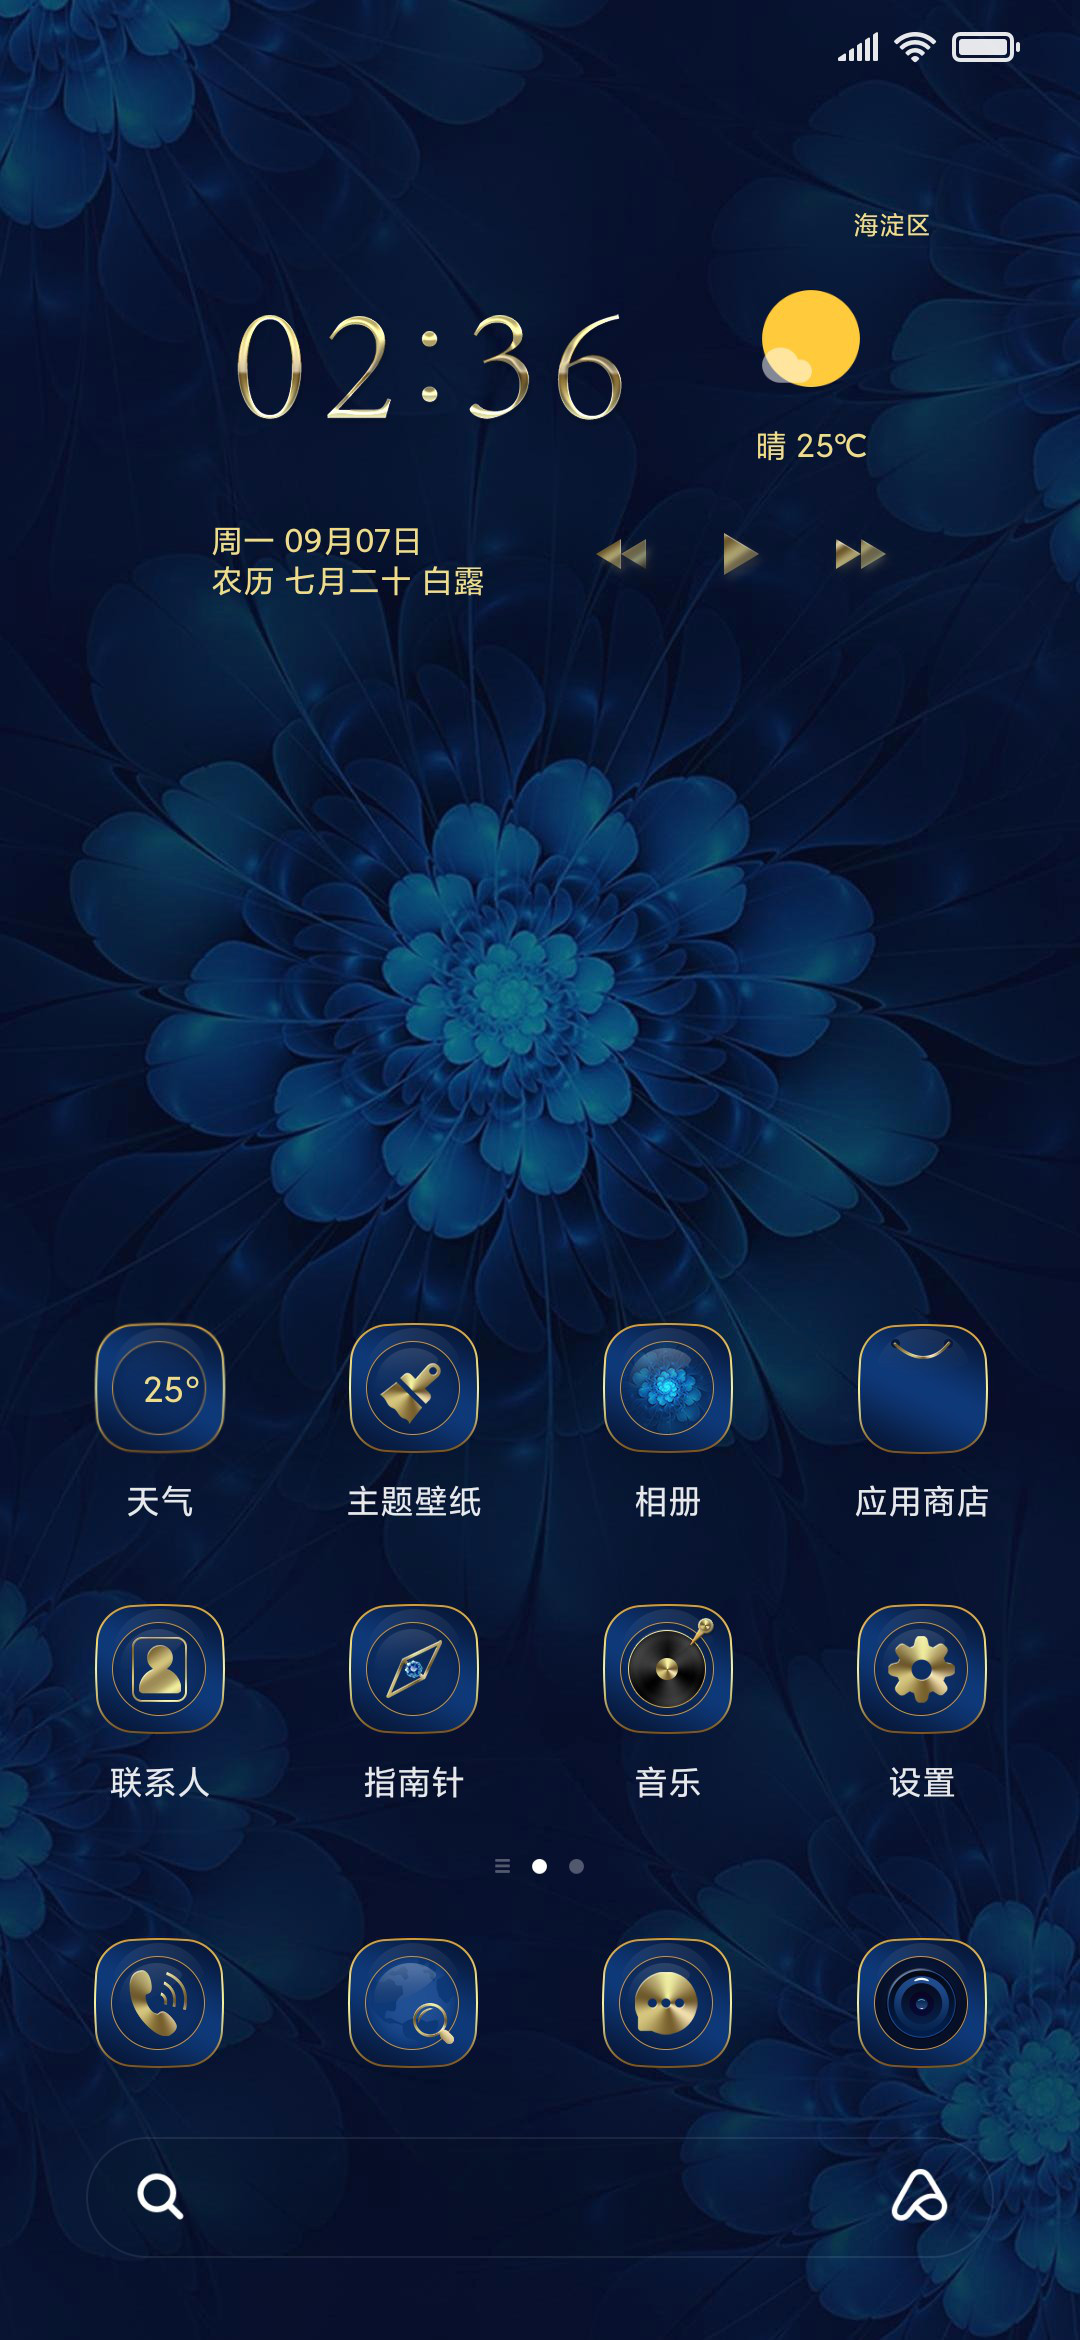 海淀区
02:36
晴 25℃
周一 09月07日
农历 七月二十 白露
25°
天气
主题壁纸
相册
应用商店
联系人
指南针
音乐
设置